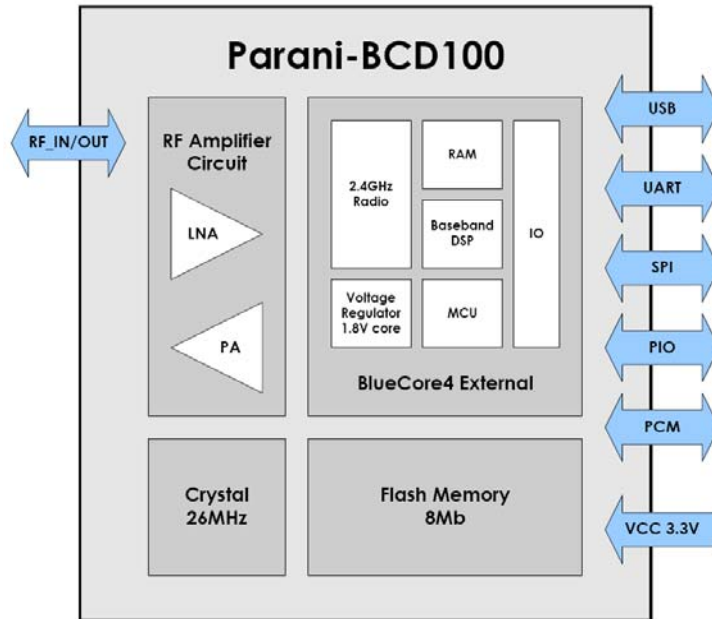 Parani-BCD100
RF_IN/OUT
RF Amplifier
Circuit
LNA
PA
2.4GHz
Radio
RAM
Baseband
DSP
IO
Voltage
Regulator
1.8V core
MCU
BlueCore4 External
Crystal
26MHz
Flash Memory
8Mb
USB
UART
SPI
PIO
PCM
VCC 3.3V